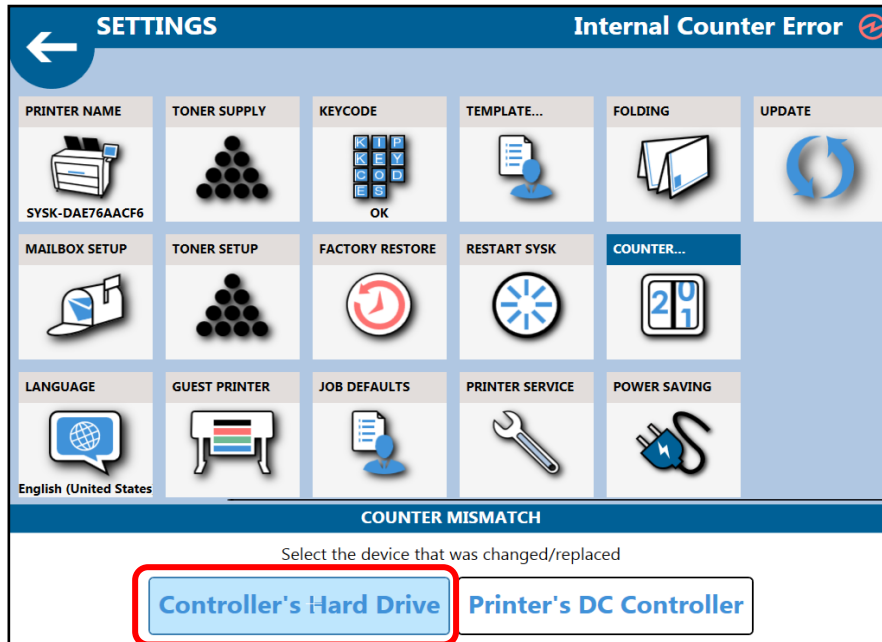 SETTINGS
Internal Counter Error
PRINTER NAME
TONER SUPPLY
KEYCODE
TEMPLATE...
FOLDING
UPDATE
K I P
K E Y
C O D
E S
SYSK-DAE76AACF6
OK
MAILBOX SETUP
TONER SETUP
FACTORY RESTORE
RESTART SYSK
COUNTER...
2 0
1
LANGUAGE
GUEST PRINTER
JOB DEFAULTS
PRINTER SERVICE
POWER SAVING
English (United States
COUNTER MISMATCH
Select the device that was changed/replaced
Controller's Hard Drive
Printer's DC Controller